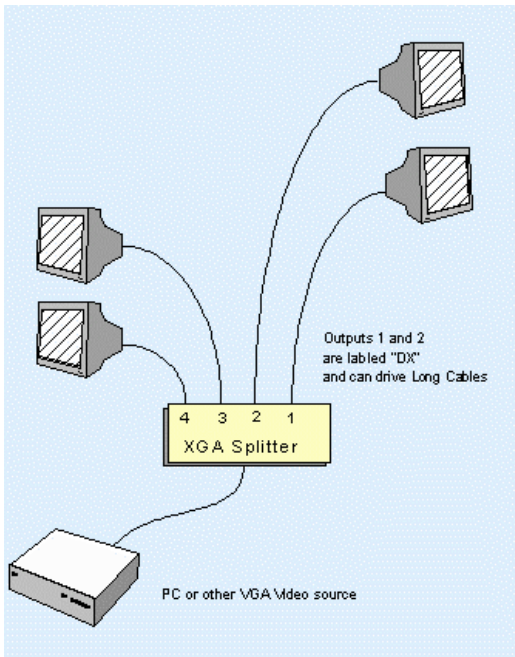 Outputs 1 and 2
are labled "DX"
and can drive Long Cables
4 3 2 1
XGA Splitter
PC or other VGA Video source